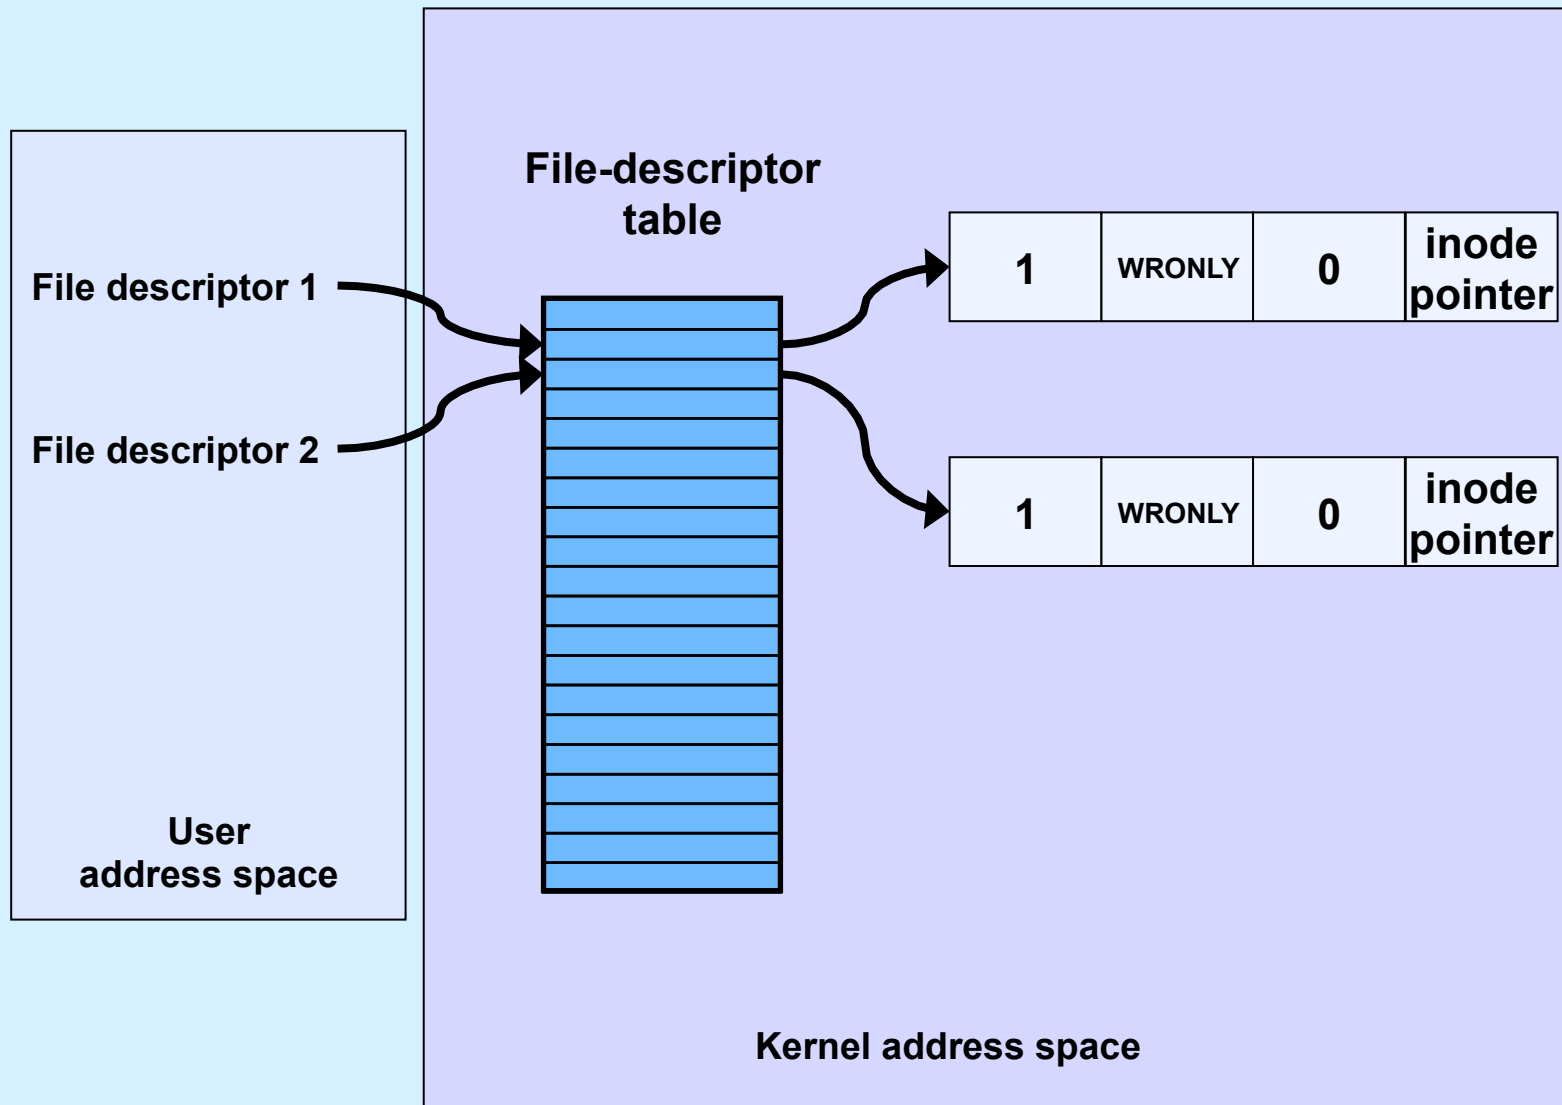 File-descriptor
table
File descriptor 1
File descriptor 2
1
WRONLY
0
inode
pointer
1
WRONLY
0
inode
pointer
User
address space
Kernel address space